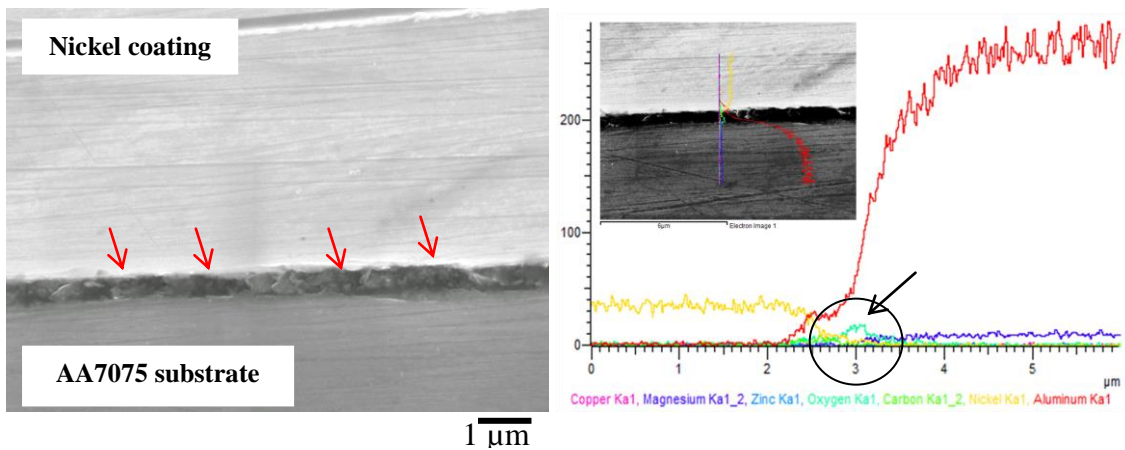 Nickel coating
AA7075 substrate
1 µm
200
100
0
0
1
2
3
4
5
µm
6µm
Electron Image 1
Copper Ka1, Magnesium Ka1_2, Zinc Ka1, Oxygen Ka1, Carbon Ka1_2, Nickel Ka1, Aluminum Ka1